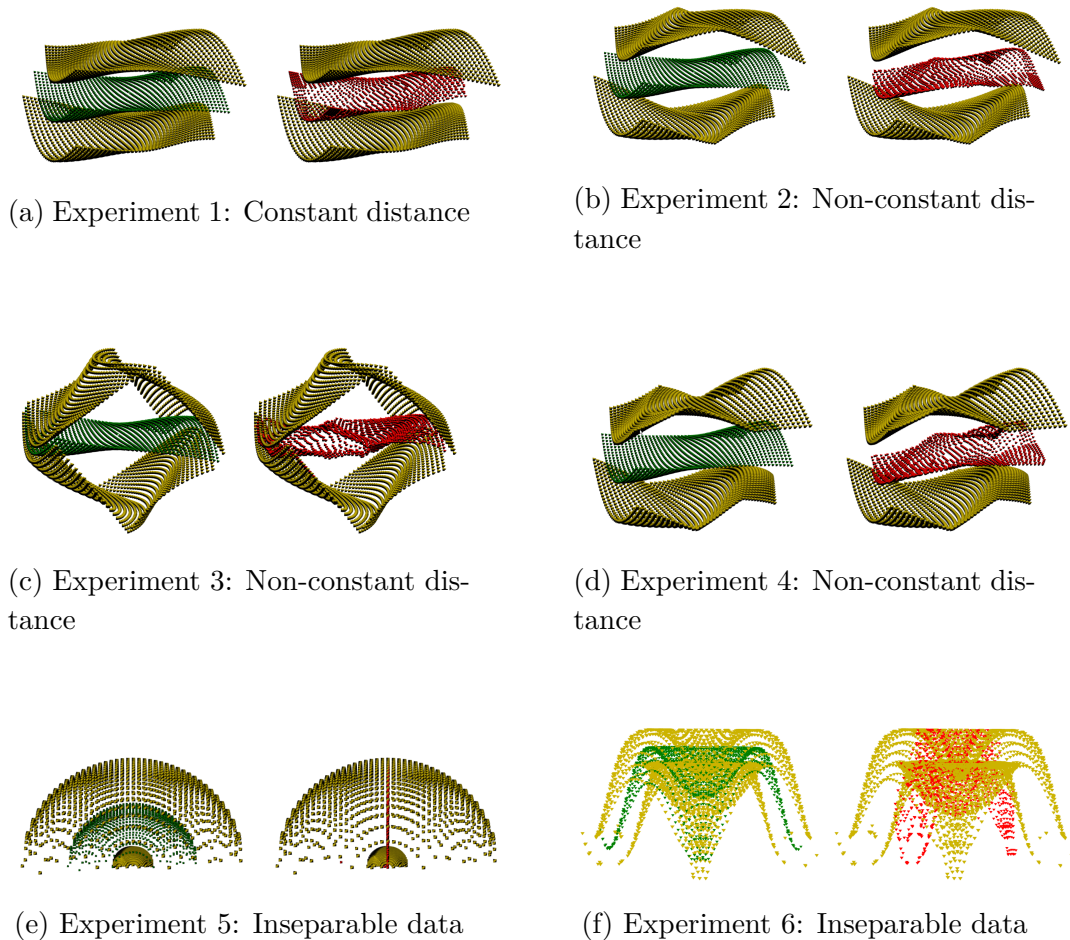 (a) Experiment 1: Constant distance
(b) Experiment 2: Non-constant dis-
tance
(c) Experiment 3: Non-constant dis-
tance
(d) Experiment 4: Non-constant dis-
tance
(e) Experiment 5: Inseparable data
(f) Experiment 6: Inseparable data